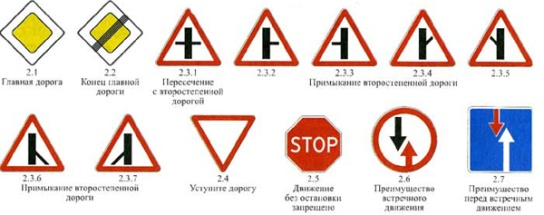 2.1
Главная дорога
2.2
Конец главной
дороги
2.3.1
Пересечение
с второстепенной
дорогой
2.3.2
2.3.3
2.3.4
2.3.5
Примыкание второстепенной дороги
2.3.6
2.3.7
Примыкание второстепенной
дороги
2.4
Уступите дорогу
STOP
2.5
Движение
без остановки
запрещено
2.6
Преимущество
встречного
движения
2.7
Преимущество
перед встречным
движением